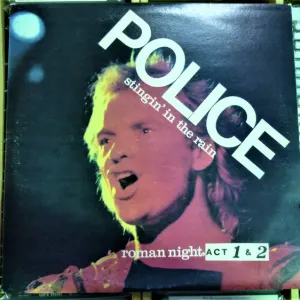 POLICE
stingin' in the rain
roman night ACT 1 & 2